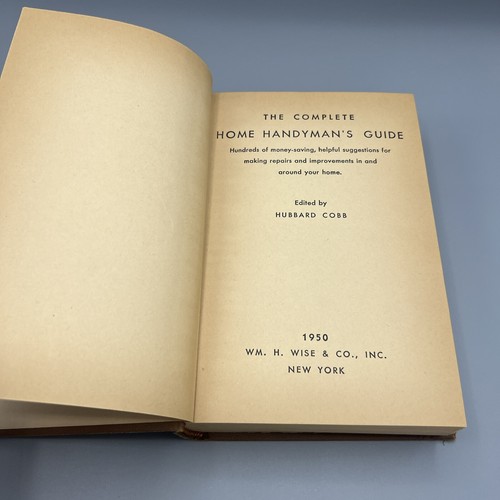 THE COMPLETE
HOME HANDYMAN'S GUIDE
Hundreds of money-saving, helpful suggestions for
making repairs and improvements in and
around your home.
Edited by
HUBBARD COBB
1950
WM. H. WISE & CO., INC.
NEW YORK